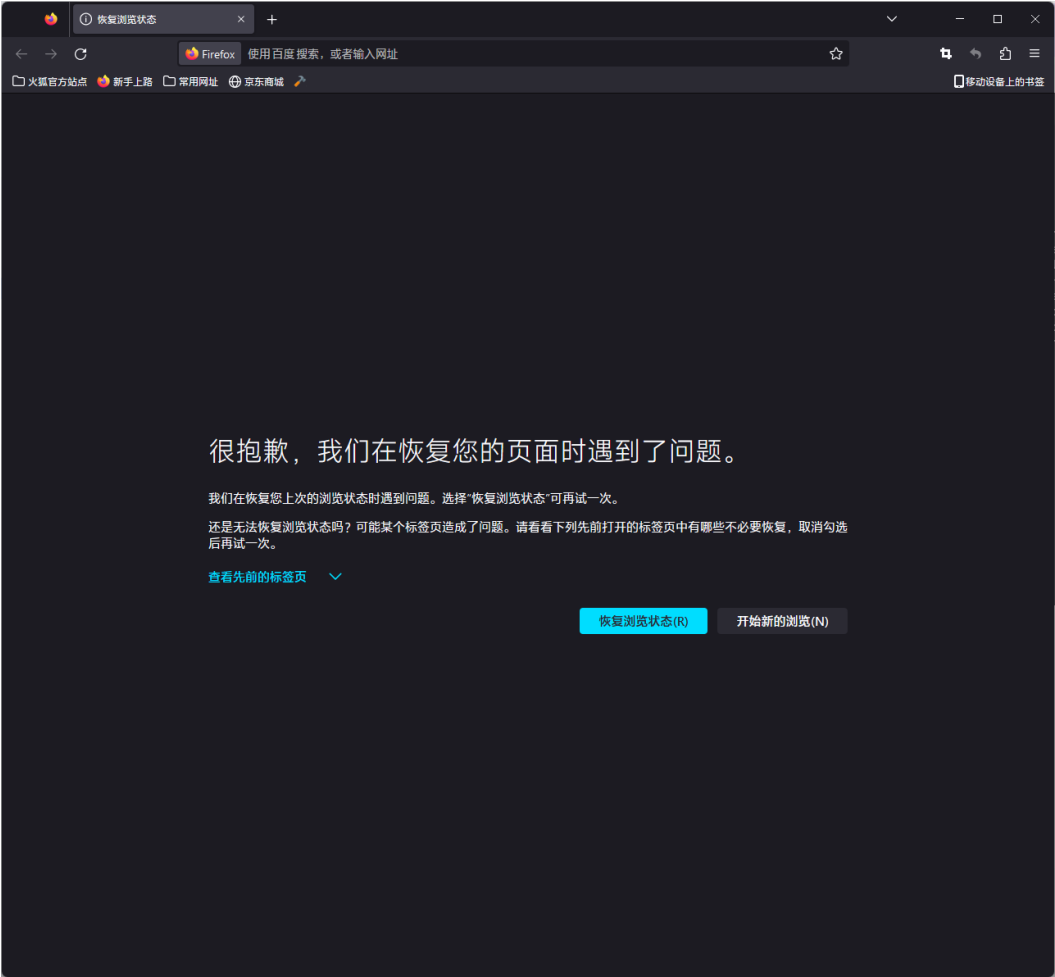 恢复浏览状态
Firefox 使用百度搜索，或者输入网址
火狐官方站点 新手上路 常用网址 京东商城 移动设备上的书签
很抱歉，我们在恢复您的页面时遇到了问题。
我们在恢复您上次的浏览状态时遇到问题。选择“恢复浏览状态”可再试一次。
还是无法恢复浏览状态吗？可能某个标签页造成了问题。请看看下列先前打开的标签页中有哪些不必要恢复，取消勾选
后再试一次。
查看先前的标签页
恢复浏览状态(R) 开始新的浏览(N)